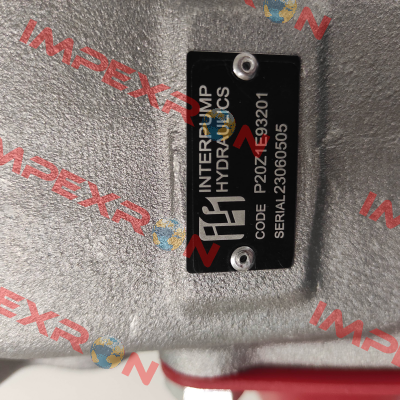 INTERPUMP
HYDRAULICS
CODE P20Z1E93201
SERIAL 23060505
IMPEXRON
IMPEXRON
IMPEXRON
IMPEXRON